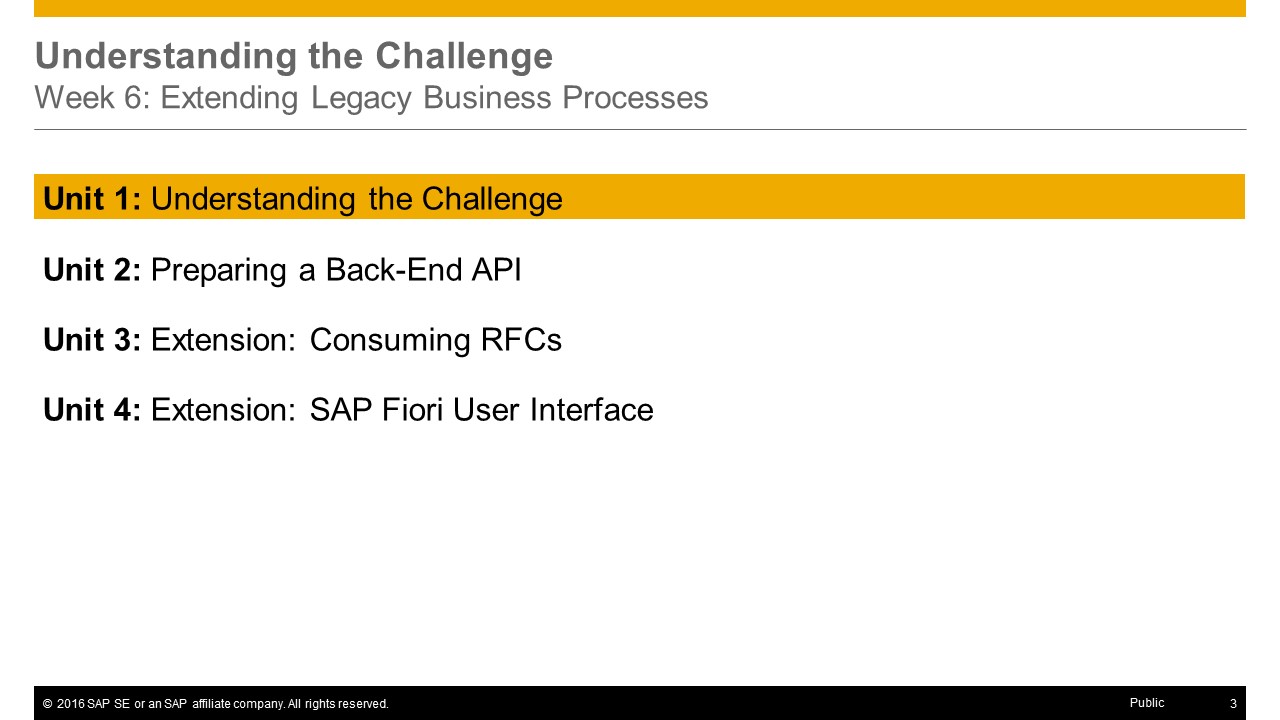 Understanding the Challenge
Week 6: Extending Legacy Business Processes
Unit 1: Understanding the Challenge
Unit 2: Preparing a Back-End API
Unit 3: Extension: Consuming RFCs
Unit 4: Extension: SAP Fiori User Interface
© 2016 SAP SE or an SAP affiliate company. All rights reserved. Public 3